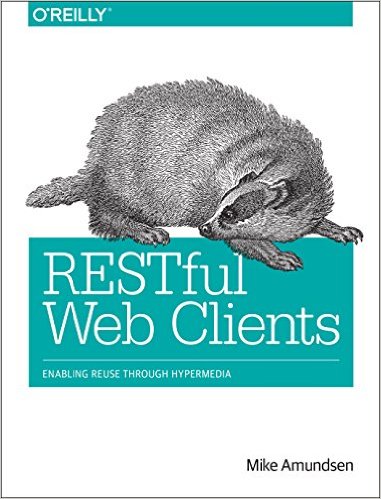 O'REILLY®
RESTful
Web Clients
ENABLING REUSE THROUGH HYPERMEDIA
Mike Amundsen